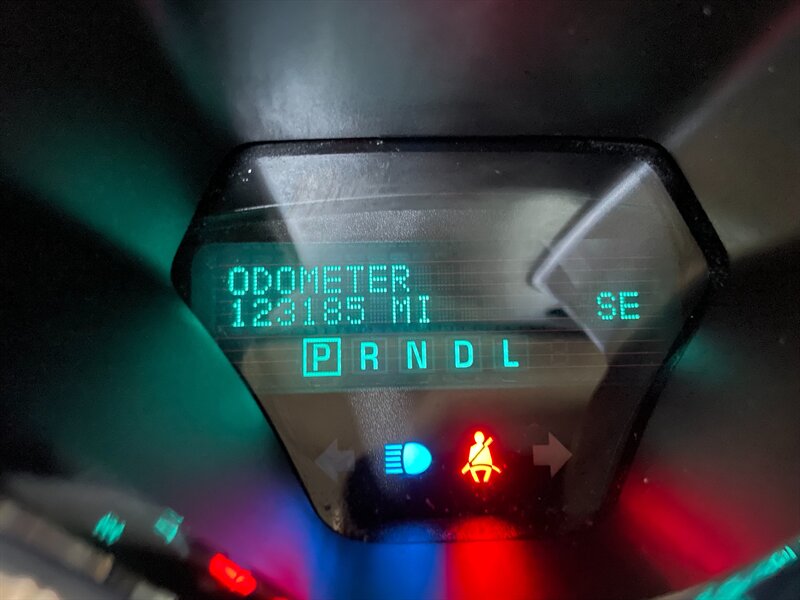 ODOMETER
123185 MI
SE
P R N D L